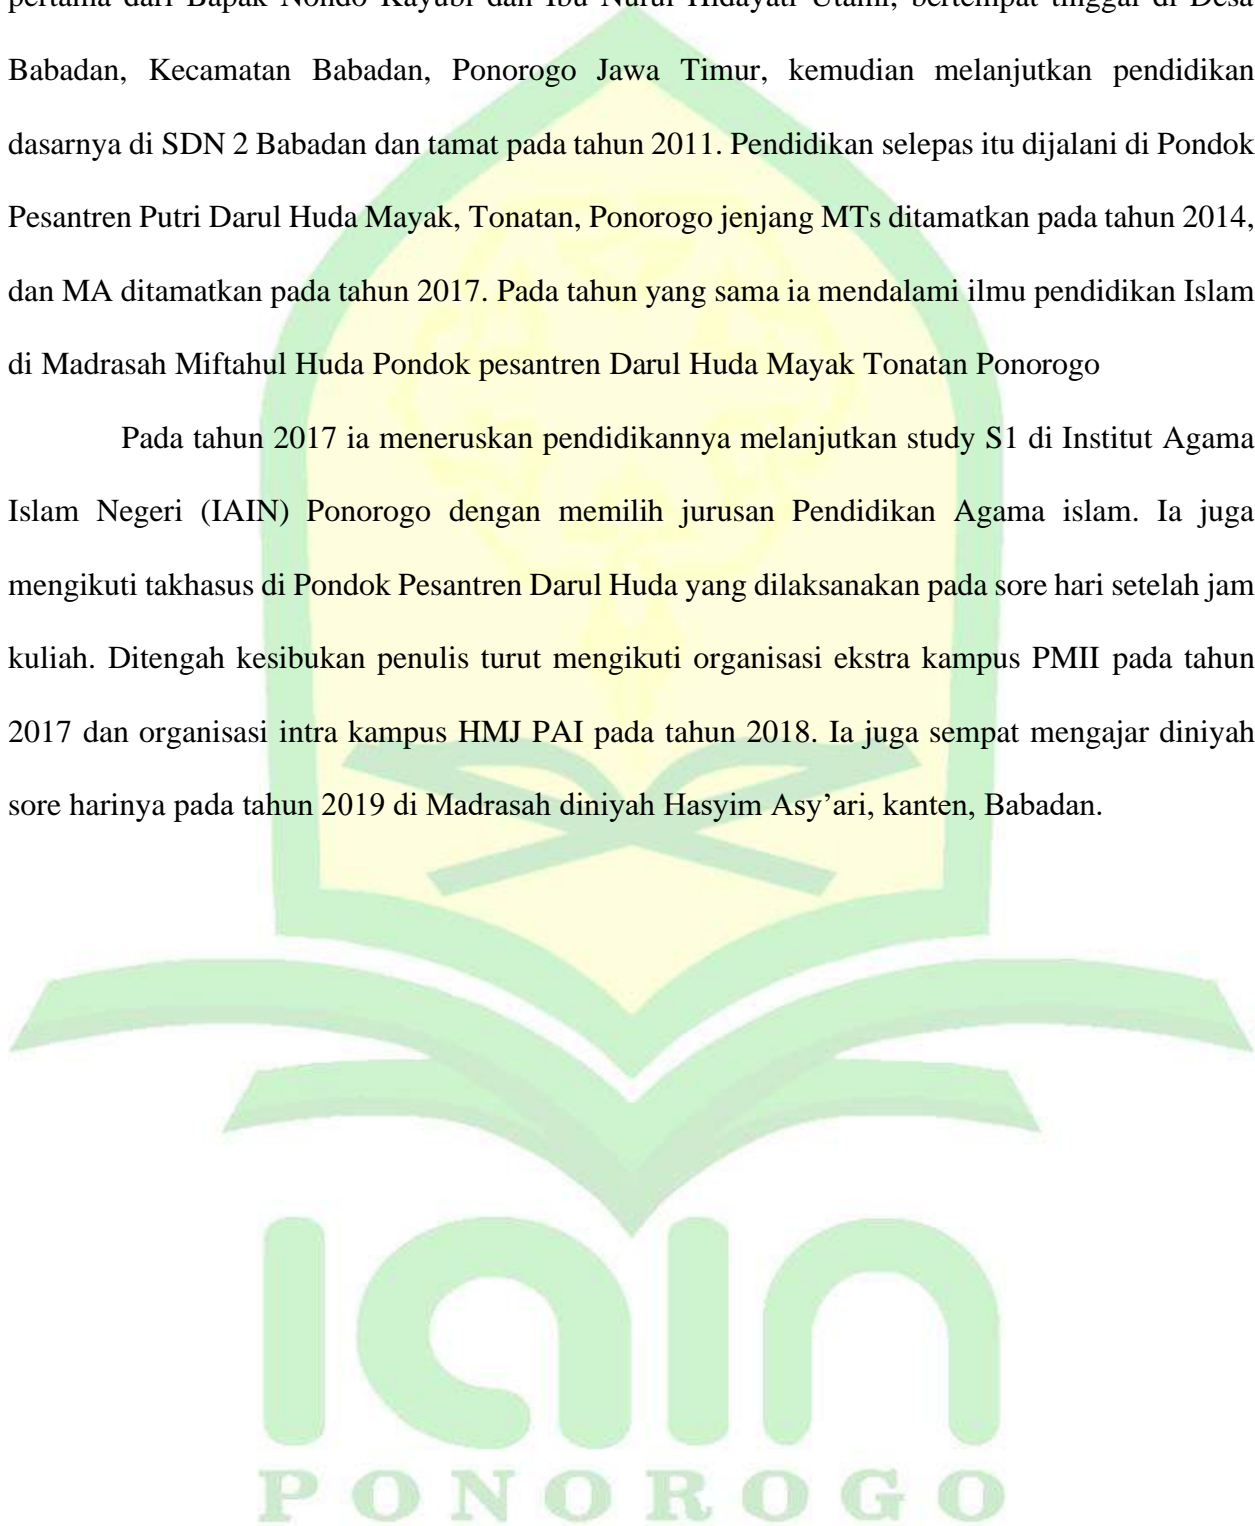 pertama dari Bapak Nondo Rayubi dan Ibu Nurul Hidayati Utami, bertempat tinggal di Desa
Babadan, Kecamatan Babadan, Ponorogo Jawa Timur, kemudian melanjutkan pendidikan
dasarnya di SDN 2 Babadan dan tamat pada tahun 2011. Pendidikan selepas itu dijalani di Pondok
Pesantren Putri Darul Huda Mayak, Tonatan, Ponorogo jenjang MTs ditamatkan pada tahun 2014,
dan MA ditamatkan pada tahun 2017. Pada tahun yang sama ia mendalami ilmu pendidikan Islam
di Madrasah Miftahul Huda Pondok pesantren Darul Huda Mayak Tonatan Ponorogo
Pada tahun 2017 ia meneruskan pendidikannya melanjutkan study S1 di Institut Agama
Islam Negeri (IAIN) Ponorogo dengan memilih jurusan Pendidikan Agama islam. Ia juga
mengikuti takhasus di Pondok Pesantren Darul Huda yang dilaksanakan pada sore hari setelah jam
kuliah. Ditengah kesibukan penulis turut mengikuti organisasi ekstra kampus PMII pada tahun
2017 dan organisasi intra kampus HMJ PAI pada tahun 2018. Ia juga sempat mengajar diniyah
sore harinya pada tahun 2019 di Madrasah diniyah Hasyim Asy’ari, kanten, Babadan.
iain
PONOROGO